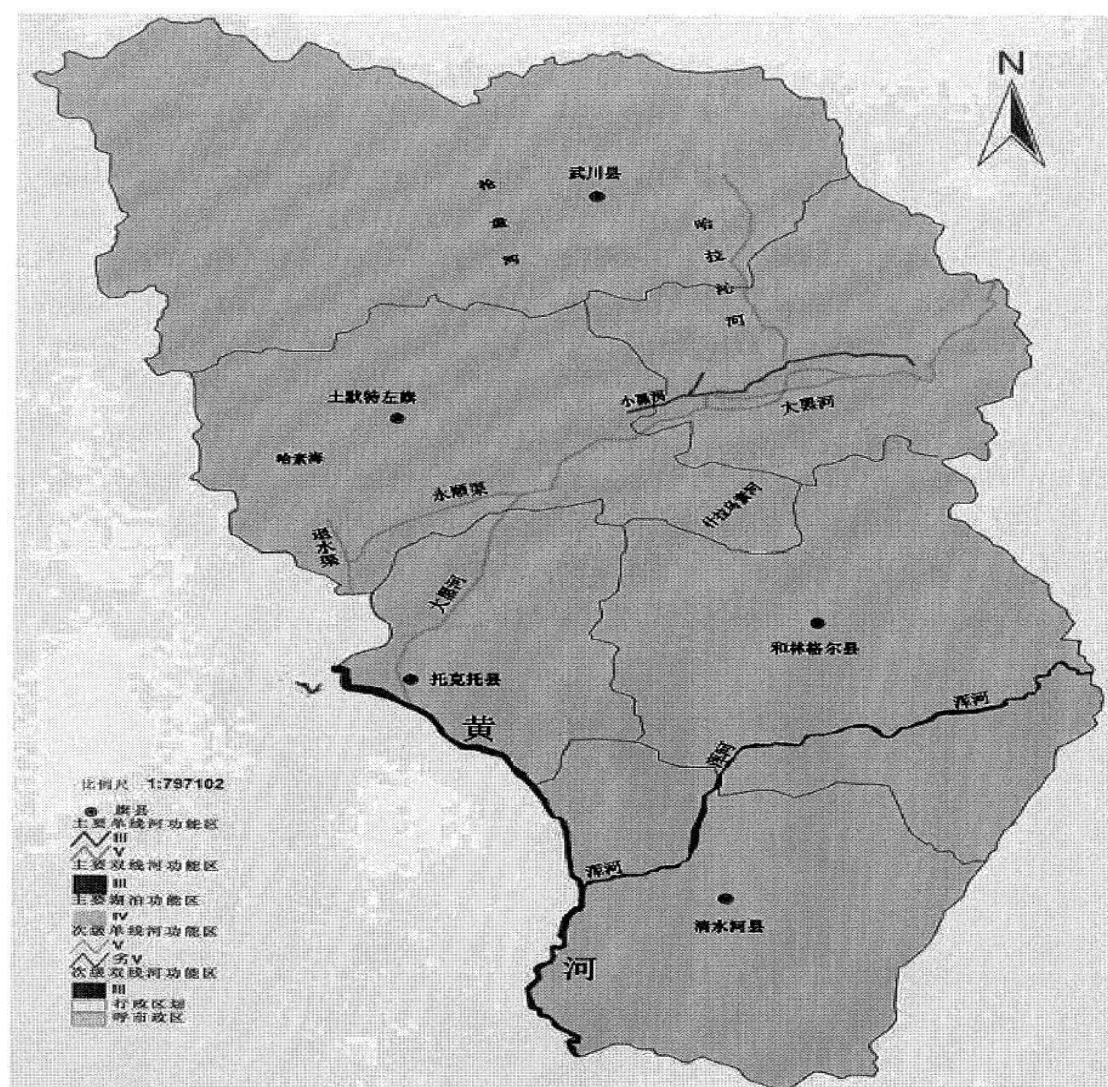 N
武川县
哈拉沁河
土默特左旗
小黑河
大黑河
哈素海
永顺渠
什拉乌素河
退水渠
大黑河
和林格尔县
托克托县
浑河
黄河
浑河
浑河
清水河县
比例尺 1:797102
旗县
主要单线河功能区
III
V
主要双线河功能区
III
主要湖泊功能区
IV
次级单线河功能区
V
劣V
次级双线河功能区
III
行政区划
呼市政区